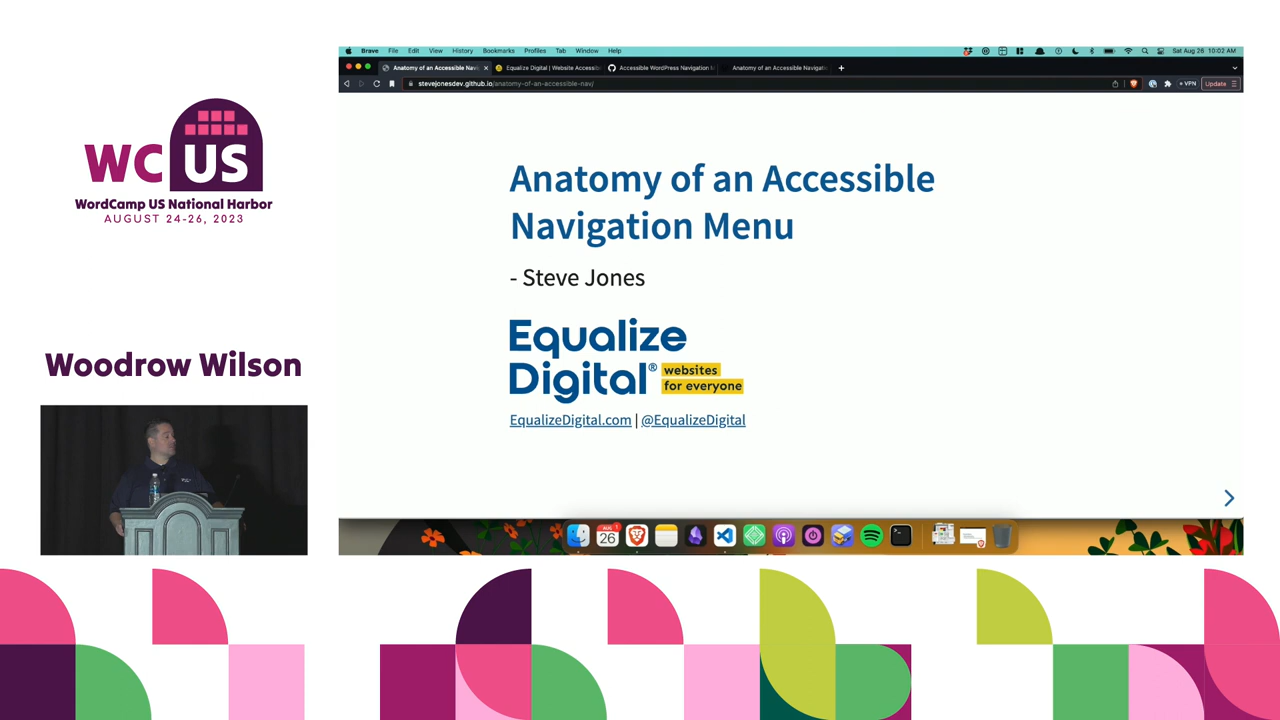 WC US
WordCamp US National Harbor
AUGUST 24-26, 2023
Woodrow Wilson
Brave File Edit View History Bookmarks Profiles Tab Window Help
Sat Aug 26 10:02 AM
Anatomy of an Accessible Navig
Equalize Digital | Website Accessib
Accessible WordPress Navigation M
Anatomy of an Accessible Navigati
stevejonesdev.github.io/anatomy-of-an-accessible-nav/
VPN
Update
Anatomy of an Accessible
Navigation Menu
- Steve Jones
Equalize
Digital® websites
for everyone
EqualizeDigital.com | @EqualizeDigital
AUG
26